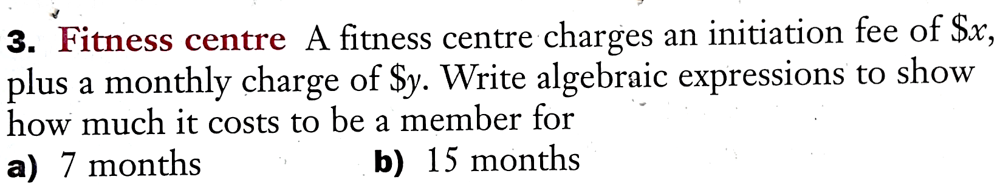 3. Fitness centre A fitness centre charges an initiation fee of $x,
plus a monthly charge of $y. Write algebraic expressions to show
how much it costs to be a member for
a) 7 months b) 15 months